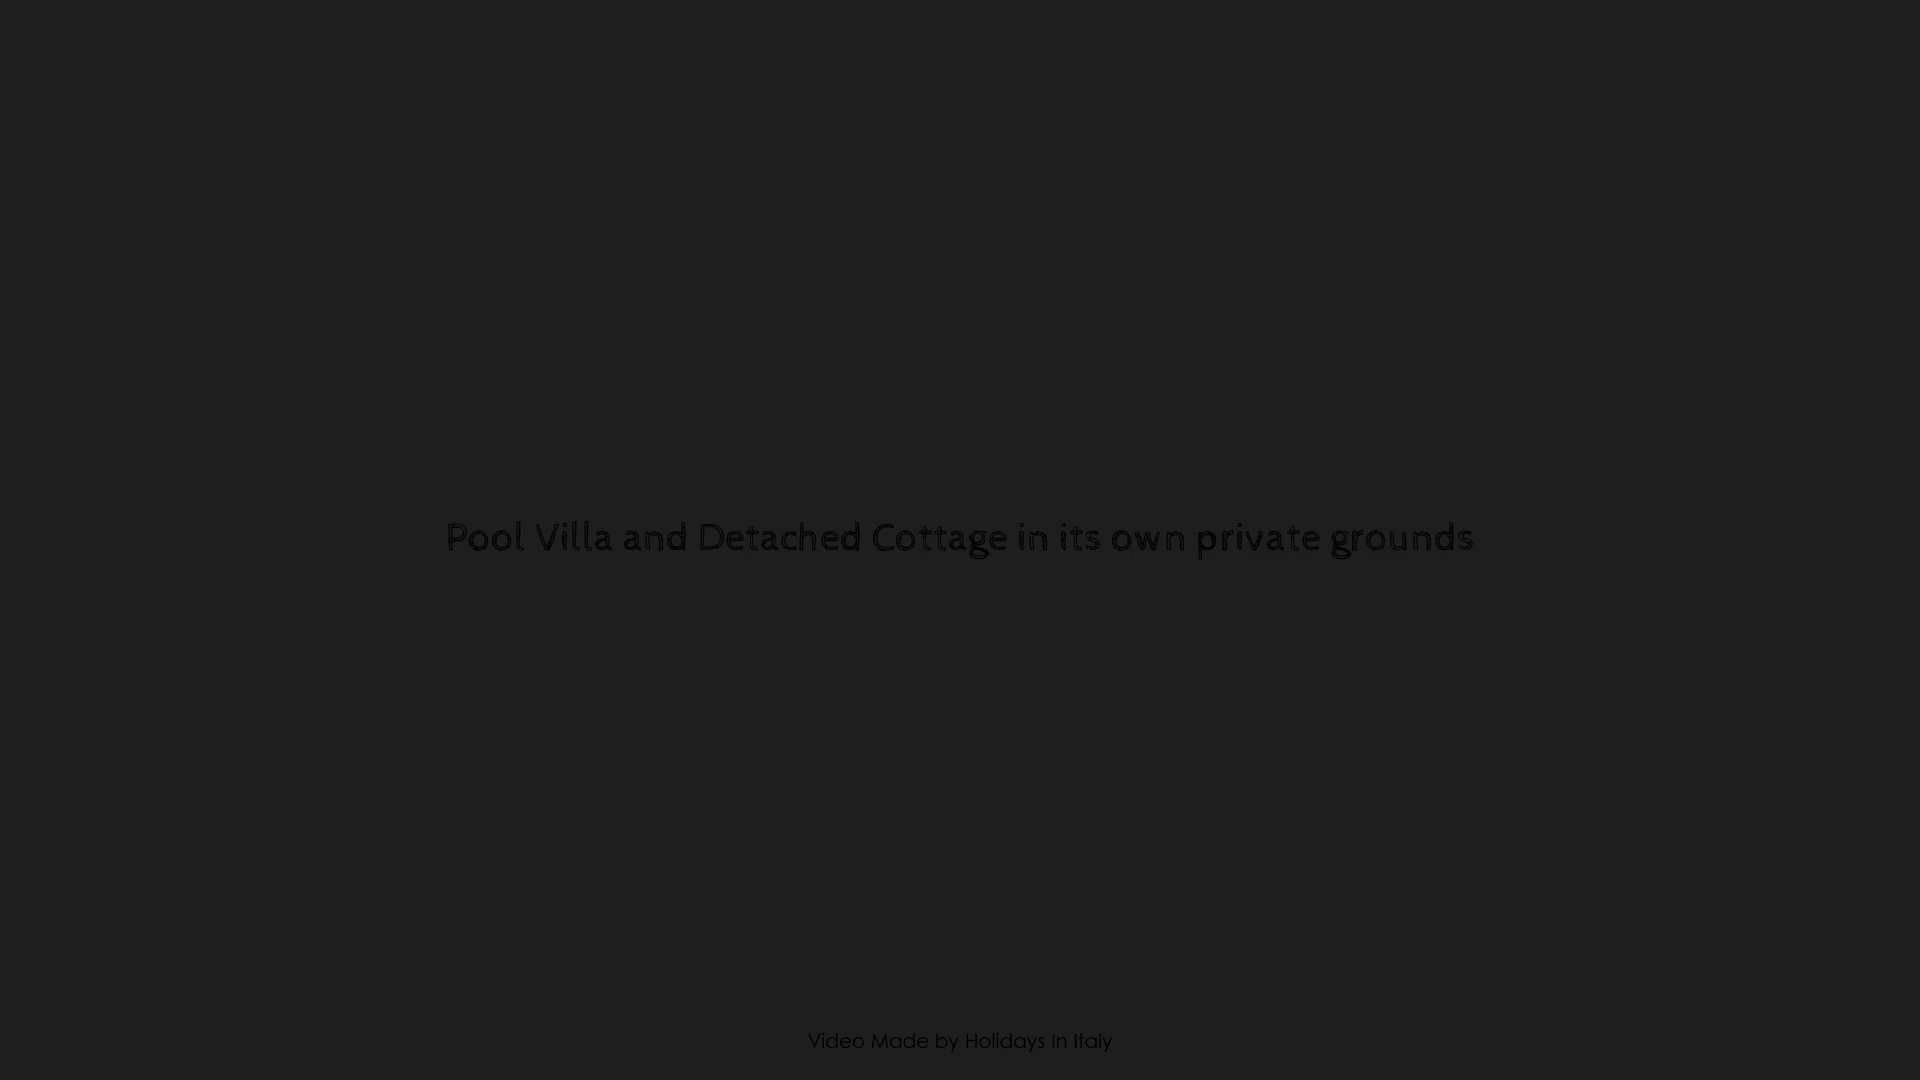 Pool Villa and Detached Cottage in its own private grounds
Video Made by Holidays In Italy